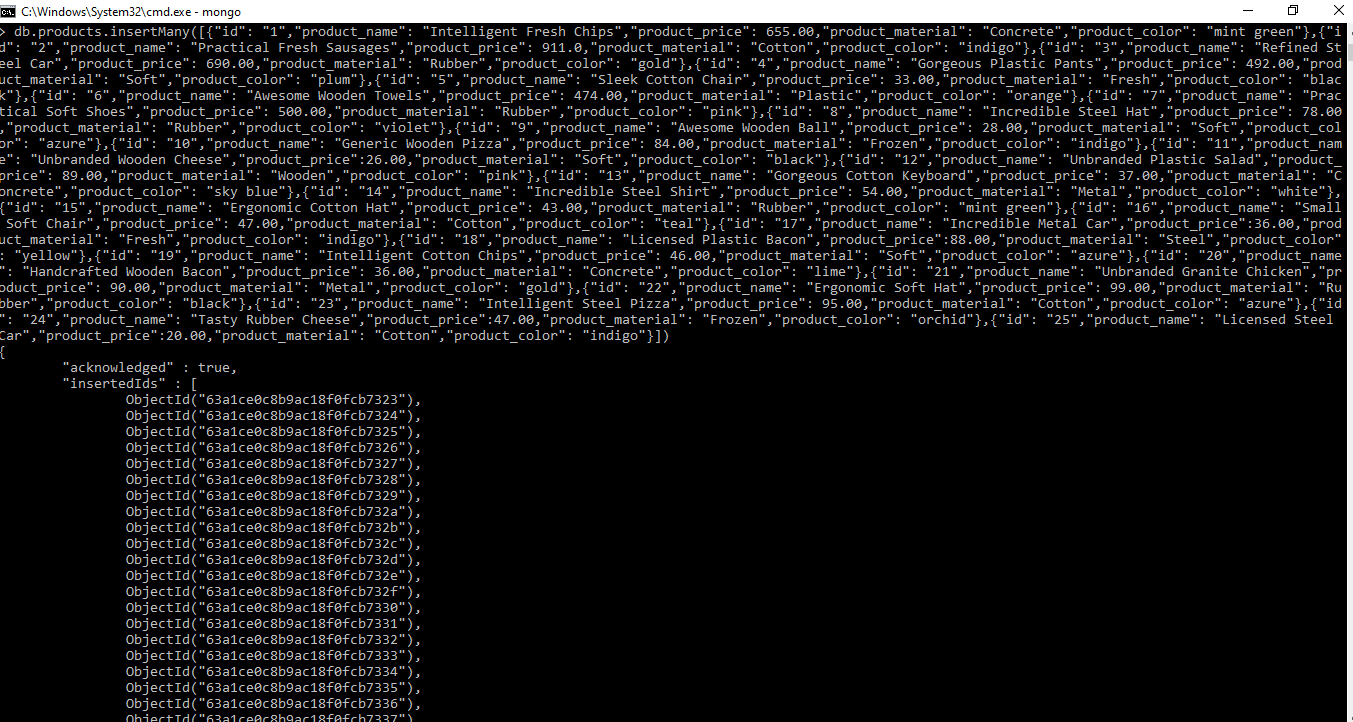 C:\Windows\System32\cmd.exe - mongo
> db.products.insertMany([{"id": "1","product_name": "Intelligent Fresh Chips","product_price": 655.00,"product_material": "Concrete","product_color": "mint green"},{"i
d": "2","product_name": "Practical Fresh Sausages","product_price": 911.0,"product_material": "Cotton","product_color": "indigo"},{"id": "3","product_name": "Refined St
eel Car","product_price": 690.00,"product_material": "Rubber","product_color": "gold"},{"id": "4","product_name": "Gorgeous Plastic Pants","product_price": 492.00,"prod
uct_material": "Soft","product_color": "plum"},{"id": "5","product_name": "Sleek Cotton Chair","product_price": 33.00,"product_material": "Fresh","product_color": "blac
k"},{"id": "6","product_name": "Awesome Wooden Towels","product_price": 474.00,"product_material": "Plastic","product_color": "orange"},{"id": "7","product_name": "Prac
tical Soft Shoes","product_price": 500.00,"product_material": "Rubber","product_color": "pink"},{"id": "8","product_name": "Incredible Steel Hat","product_price": 78.00
,"product_material": "Rubber","product_color": "violet"},{"id": "9","product_name": "Awesome Wooden Ball","product_price": 28.00,"product_material": "Soft","product_col
or": "azure"},{"id": "10","product_name": "Generic Wooden Pizza","product_price": 84.00,"product_material": "Frozen","product_color": "indigo"},{"id": "11","product_nam
e": "Unbranded Wooden Cheese","product_price":26.00,"product_material": "Soft","product_color": "black"},{"id": "12","product_name": "Unbranded Plastic Salad","product_
price": 89.00,"product_material": "Wooden","product_color": "pink"},{"id": "13","product_name": "Gorgeous Cotton Keyboard","product_price": 37.00,"product_material": "C
oncrete","product_color": "sky blue"},{"id": "14","product_name": "Incredible Steel Shirt","product_price": 54.00,"product_material": "Metal","product_color": "white"},
{"id": "15","product_name": "Ergonomic Cotton Hat","product_price": 43.00,"product_material": "Rubber","product_color": "mint green"},{"id": "16","product_name": "Small
 Soft Chair","product_price": 47.00,"product_material": "Cotton","product_color": "teal"},{"id": "17","product_name": "Incredible Metal Car","product_price":36.00,"prod
uct_material": "Fresh","product_color": "indigo"},{"id": "18","product_name": "Licensed Plastic Bacon","product_price":88.00,"product_material": "Steel","product_color"
: "yellow"},{"id": "19","product_name": "Intelligent Cotton Chips","product_price": 46.00,"product_material": "Soft","product_color": "azure"},{"id": "20","product_name
": "Handcrafted Wooden Bacon","product_price": 36.00,"product_material": "Concrete","product_color": "lime"},{"id": "21","product_name": "Unbranded Granite Chicken","pr
oduct_price": 90.00,"product_material": "Metal","product_color": "gold"},{"id": "22","product_name": "Ergonomic Soft Hat","product_price": 99.00,"product_material": "Ru
bber","product_color": "black"},{"id": "23","product_name": "Intelligent Steel Pizza","product_price": 95.00,"product_material": "Cotton","product_color": "azure"},{"id
": "24","product_name": "Tasty Rubber Cheese","product_price":47.00,"product_material": "Frozen","product_color": "orchid"},{"id": "25","product_name": "Licensed Steel
Car","product_price":20.00,"product_material": "Cotton","product_color": "indigo"}])
{
"acknowledged" : true,
"insertedIds" : [
ObjectId("63a1ce0c8b9ac18f0fcb7323"),
ObjectId("63a1ce0c8b9ac18f0fcb7324"),
ObjectId("63a1ce0c8b9ac18f0fcb7325"),
ObjectId("63a1ce0c8b9ac18f0fcb7326"),
ObjectId("63a1ce0c8b9ac18f0fcb7327"),
ObjectId("63a1ce0c8b9ac18f0fcb7328"),
ObjectId("63a1ce0c8b9ac18f0fcb7329"),
ObjectId("63a1ce0c8b9ac18f0fcb732a"),
ObjectId("63a1ce0c8b9ac18f0fcb732b"),
ObjectId("63a1ce0c8b9ac18f0fcb732c"),
ObjectId("63a1ce0c8b9ac18f0fcb732d"),
ObjectId("63a1ce0c8b9ac18f0fcb732e"),
ObjectId("63a1ce0c8b9ac18f0fcb732f"),
ObjectId("63a1ce0c8b9ac18f0fcb7330"),
ObjectId("63a1ce0c8b9ac18f0fcb7331"),
ObjectId("63a1ce0c8b9ac18f0fcb7332"),
ObjectId("63a1ce0c8b9ac18f0fcb7333"),
ObjectId("63a1ce0c8b9ac18f0fcb7334"),
ObjectId("63a1ce0c8b9ac18f0fcb7335"),
ObjectId("63a1ce0c8b9ac18f0fcb7336"),
ObjectId("63a1ce0c8b9ac18f0fcb7337")